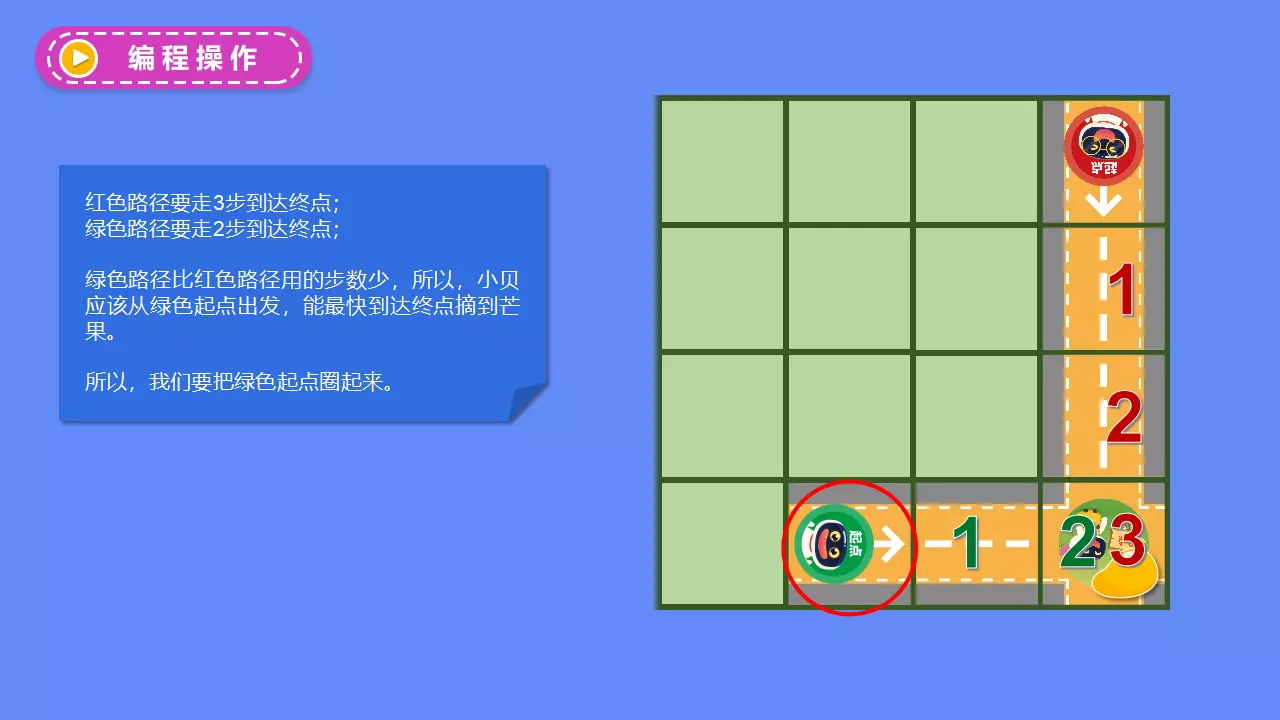 编程操作
红色路径要走3步到达终点；
绿色路径要走2步到达终点；
绿色路径比红色路径用的步数少，所以，小贝
应该从绿色起点出发，能最快到达终点摘到芒
果。
所以，我们要把绿色起点圈起来。
起点
1
2
起点
1
2
3